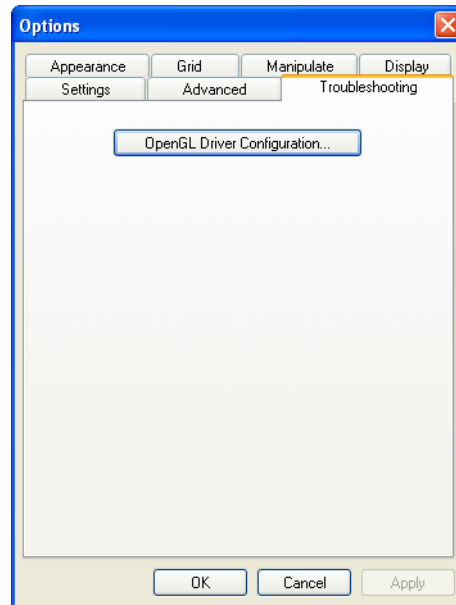 Options
Appearance Grid Manipulate Display
Settings Advanced Troubleshooting
OpenGL Driver Configuration...
OK Cancel Apply